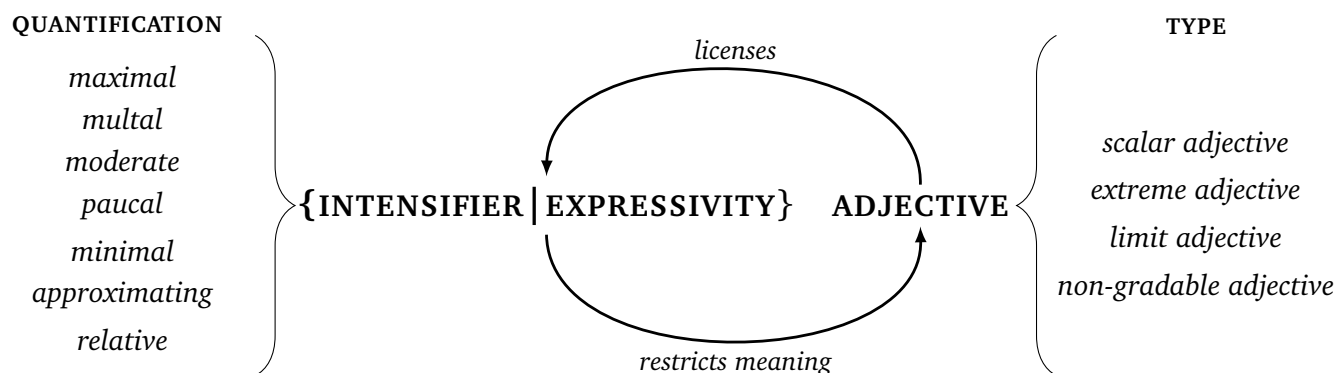 QUANTIFICATION
maximal
multal
moderate
paucal
minimal
approximating
relative
licenses
{INTENSIFIER | EXPRESSIVITY} ADJECTIVE
restricts meaning
TYPE
scalar adjective
extreme adjective
limit adjective
non-gradable adjective